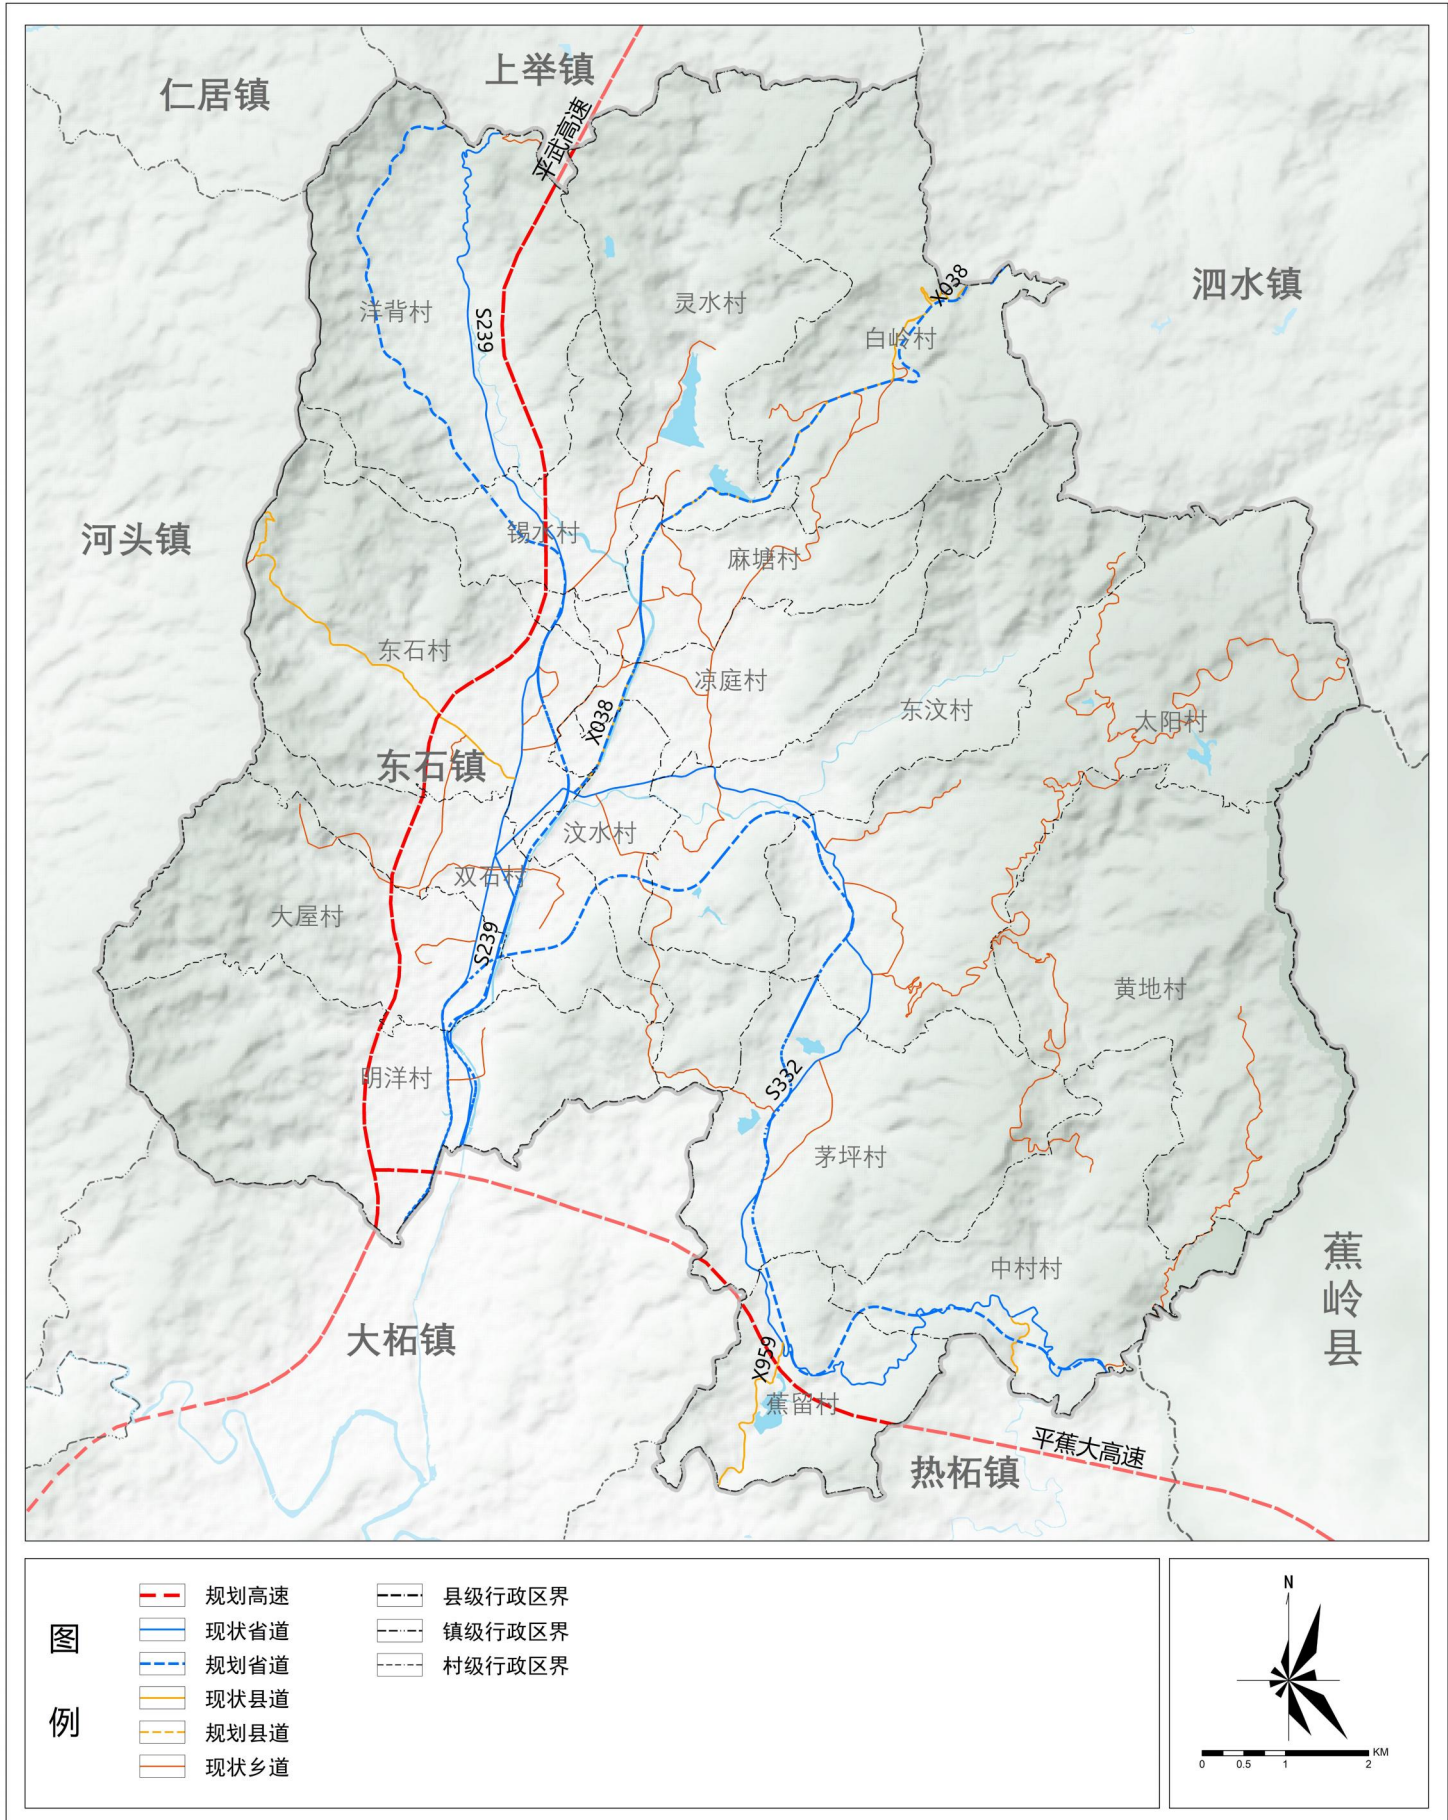 上举镇
仁居镇
平武高速
泗水镇
X038
洋背村
S239
灵水村
白岭村
河头镇
锡水村
麻塘村
东石村
凉庭村
东汶村
太阳村
X038
东石镇
汶水村
双石村
大屋村
S239
黄地村
明洋村
S332
茅坪村
中村村
蕉岭县
大柘镇
X959
蕉留村
平蕉大高速
热柘镇
图例
规划高速
现状省道
规划省道
现状县道
规划县道
现状乡道
县级行政区界
镇级行政区界
村级行政区界
N
KM
0 0.5 1 2